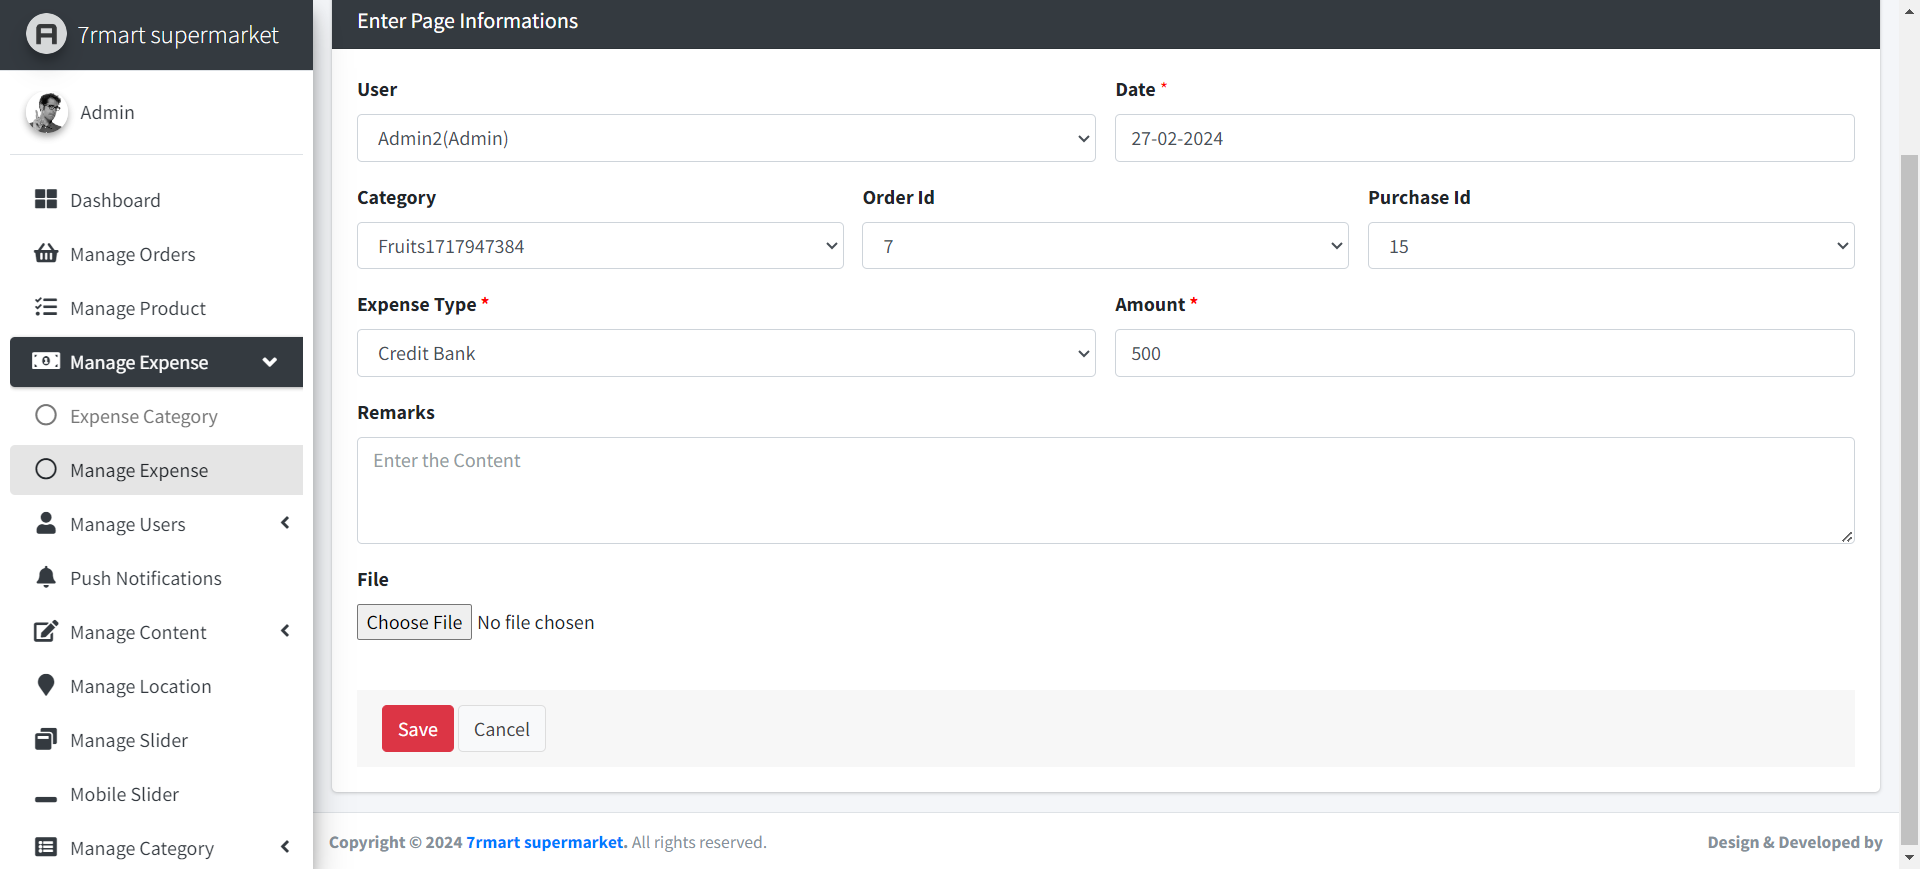 7rmart supermarket
Admin
Dashboard
Manage Orders
Manage Product
Manage Expense
Expense Category
Manage Expense
Manage Users
Push Notifications
Manage Content
Manage Location
Manage Slider
Mobile Slider
Manage Category
Enter Page Informations
User
Date *
Admin2(Admin)
27-02-2024
Category
Order Id
Purchase Id
Fruits1717947384
7
15
Expense Type *
Amount *
Credit Bank
500
Remarks
Enter the Content
File
Choose File No file chosen
Save Cancel
Copyright © 2024 7rmart supermarket. All rights reserved.
Design & Developed by